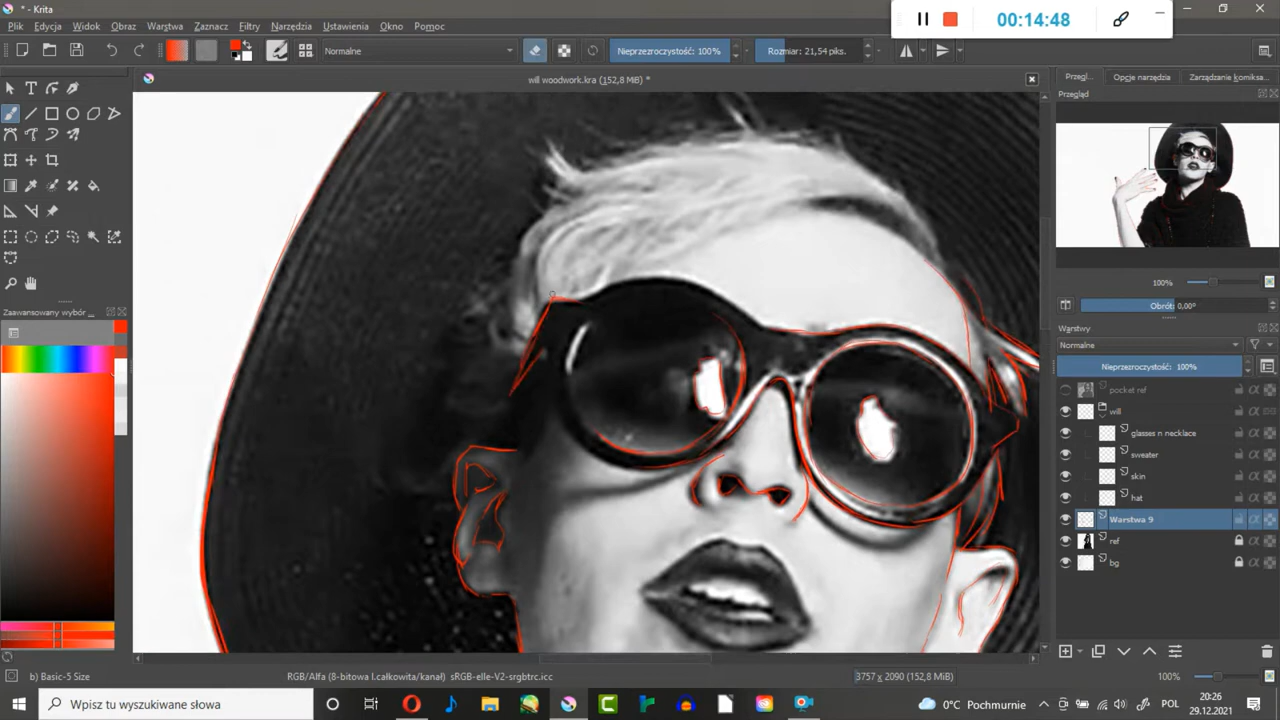 * - Krita
00:14:48
Plik Edycja Widok Obraz Warstwa Zaznacz Filtry Narzędzia Ustawienia Okno Pomoc
Normalne
Nieprzezroczystość: 100%
Rozmiar: 21,54 piks.
will woodwork.kra (152,8 MiB) *
Przegl... Opcje narzędzia Zarządzanie komiksa...
Przegląd
100%
Obrót: 0,00°
Zaawansowany wybór ...
Warstwy
Normalne
Nieprzezroczystość: 100%
pocket ref
will
glasses n necklace
sweater
skin
hat
Warstwa 9
ref
bg
b) Basic-5 Size
RGB/Alfa (8-bitowa l.całkowita/kanał) sRGB-elle-V2-srgbtrc.icc
3757 x 2090 (152,8 MiB)
100%
Wpisz tu wyszukiwane słowo
0°C Pochmurnie
POL
20:26
29.12.2021